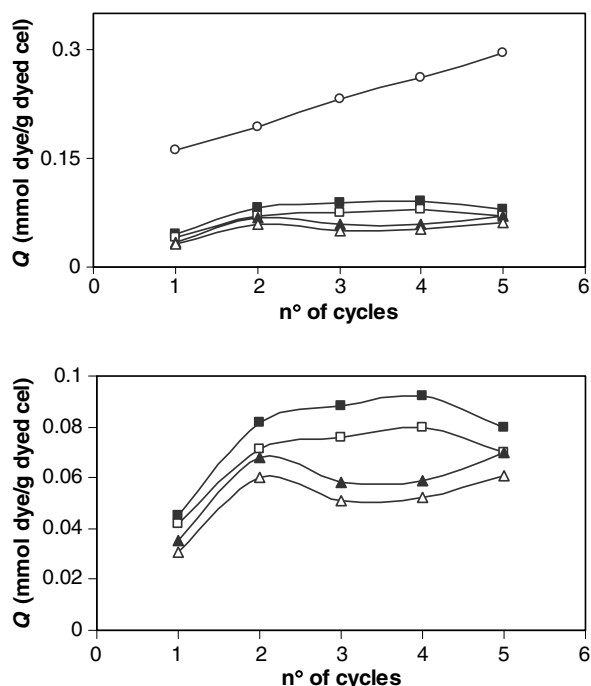 0.3
0.15
0
Q (mmol dye/g dyed cel)
0 1 2 3 4 5 6
n° of cycles
0.1
0.08
0.06
0.04
0.02
0
Q (mmol dye/g dyed cel)
0 1 2 3 4 5 6
n° of cycles